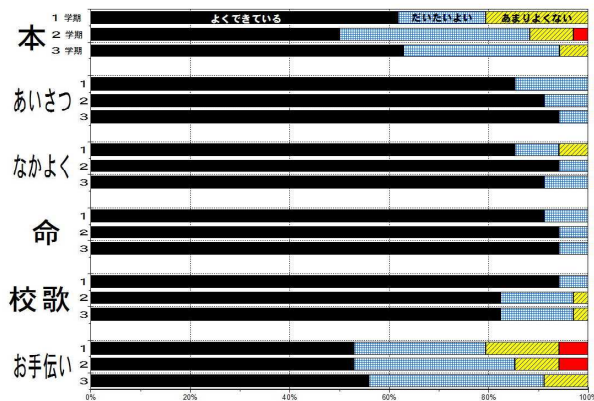 1 学期 よくできている だいたいよい あまりよくない
本 2 学期
3 学期
1
あいさつ 2
3
1
なかよく 2
3
1
命 2
3
1
校歌 2
3
1
お手伝い 2
3
0% 20% 40% 60% 80% 100%